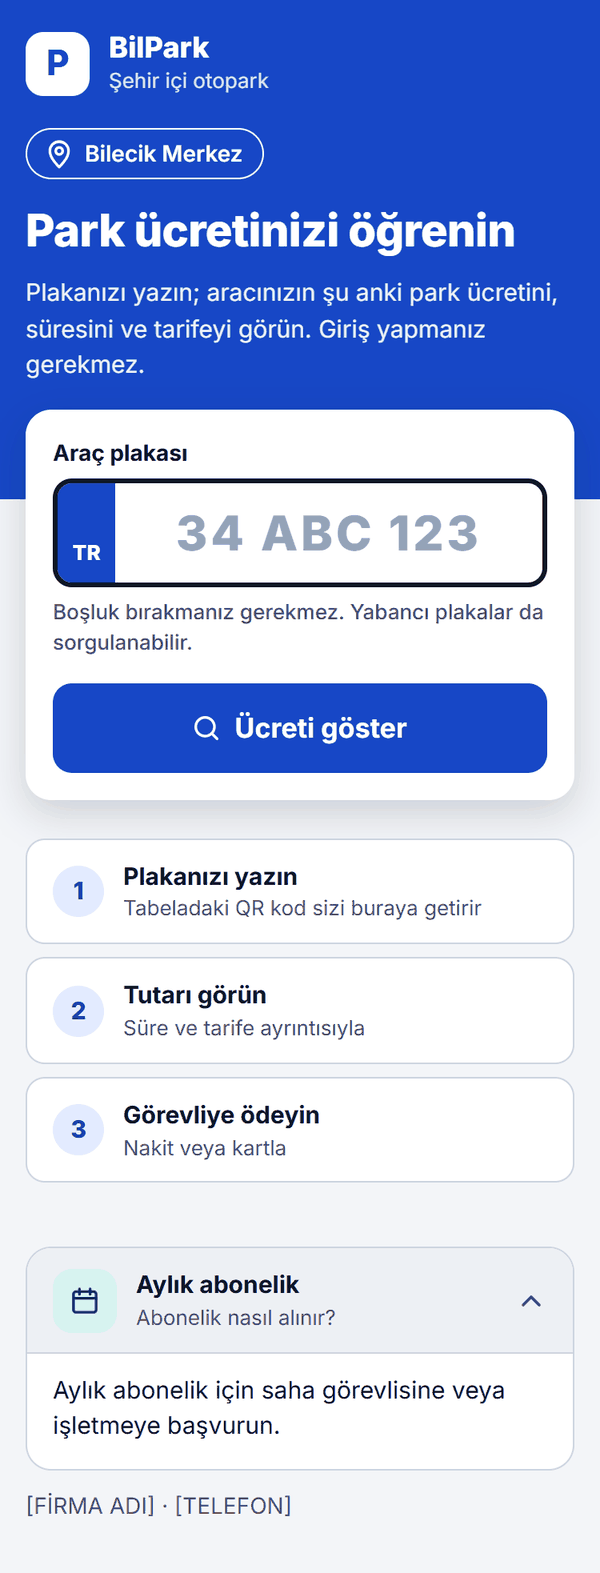 P
BilPark
Şehir içi otopark
Bilecik Merkez
Park ücretinizi öğrenin
Plakanızı yazın; aracınızın şu anki park ücretini,
süresini ve tarifeyi görün. Giriş yapmanız
gerekmez.
Araç plakası
TR
34 ABC 123
Boşluk bırakmanız gerekmez. Yabancı plakalar da
sorgulanabilir.
Ücreti göster
1
Plakanızı yazın
Tabeladaki QR kod sizi buraya getirir
2
Tutarı görün
Süre ve tarife ayrıntısıyla
3
Görevliye ödeyin
Nakit veya kartla
Aylık abonelik
Abonelik nasıl alınır?
Aylık abonelik için saha görevlisine veya
işletmeye başvurun.
[FİRMA ADI] · [TELEFON]